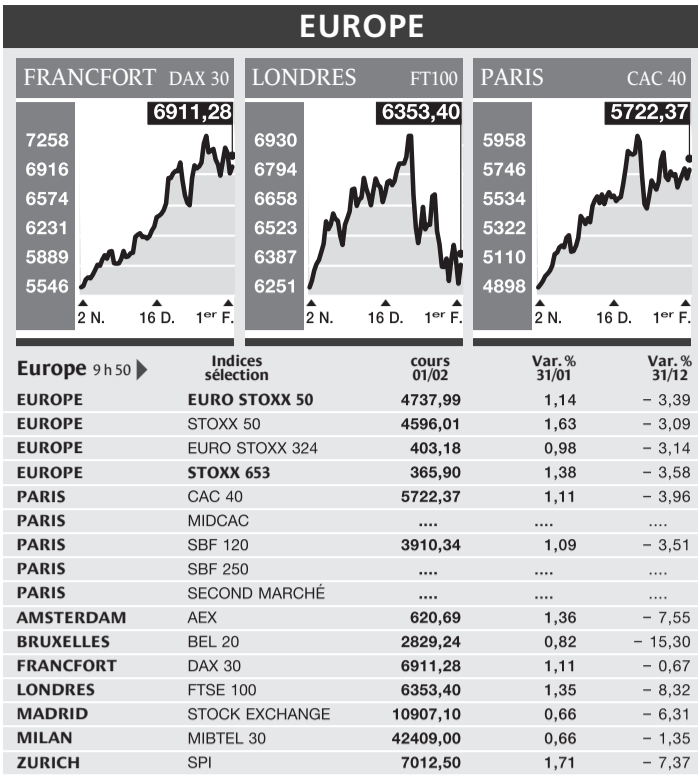 EUROPE
FRANCFORT DAX 30
6911,28
7258
6916
6574
6231
5889
5546
2 N. 16 D. 1er F.
LONDRES FT100
6353,40
6930
6794
6658
6523
6387
6251
2 N. 16 D. 1er F.
PARIS CAC 40
5722,37
5958
5746
5534
5322
5110
4898
2 N. 16 D. 1er F.
Europe 9 h 50 Indices sélection cours 01/02 Var. % 31/01 Var. % 31/12
EUROPE EURO STOXX 50 4737,99 1,14 – 3,39
EUROPE STOXX 50 4596,01 1,63 – 3,09
EUROPE EURO STOXX 324 403,18 0,98 – 3,14
EUROPE STOXX 653 365,90 1,38 – 3,58
PARIS CAC 40 5722,37 1,11 – 3,96
PARIS MIDCAC .... .... ....
PARIS SBF 120 3910,34 1,09 – 3,51
PARIS SBF 250 .... .... ....
PARIS SECOND MARCHÉ .... .... ....
AMSTERDAM AEX 620,69 1,36 – 7,55
BRUXELLES BEL 20 2829,24 0,82 – 15,30
FRANCFORT DAX 30 6911,28 1,11 – 0,67
LONDRES FTSE 100 6353,40 1,35 – 8,32
MADRID STOCK EXCHANGE 10907,10 0,66 – 6,31
MILAN MIBTEL 30 42409,00 0,66 – 1,35
ZURICH SPI 7012,50 1,71 – 7,37